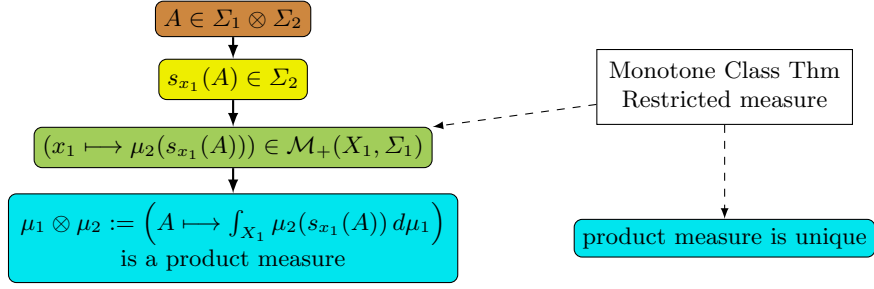 A ∈ Σ₁ ⊗ Σ₂
s_{x₁}(A) ∈ Σ₂
(x₁ ⟼ μ₂(s_{x₁}(A))) ∈ ℳ₊(X₁, Σ₁)
μ₁ ⊗ μ₂ := (A ⟼ ∫_{X₁} μ₂(s_{x₁}(A)) dμ₁)
is a product measure
Monotone Class Thm
Restricted measure
product measure is unique